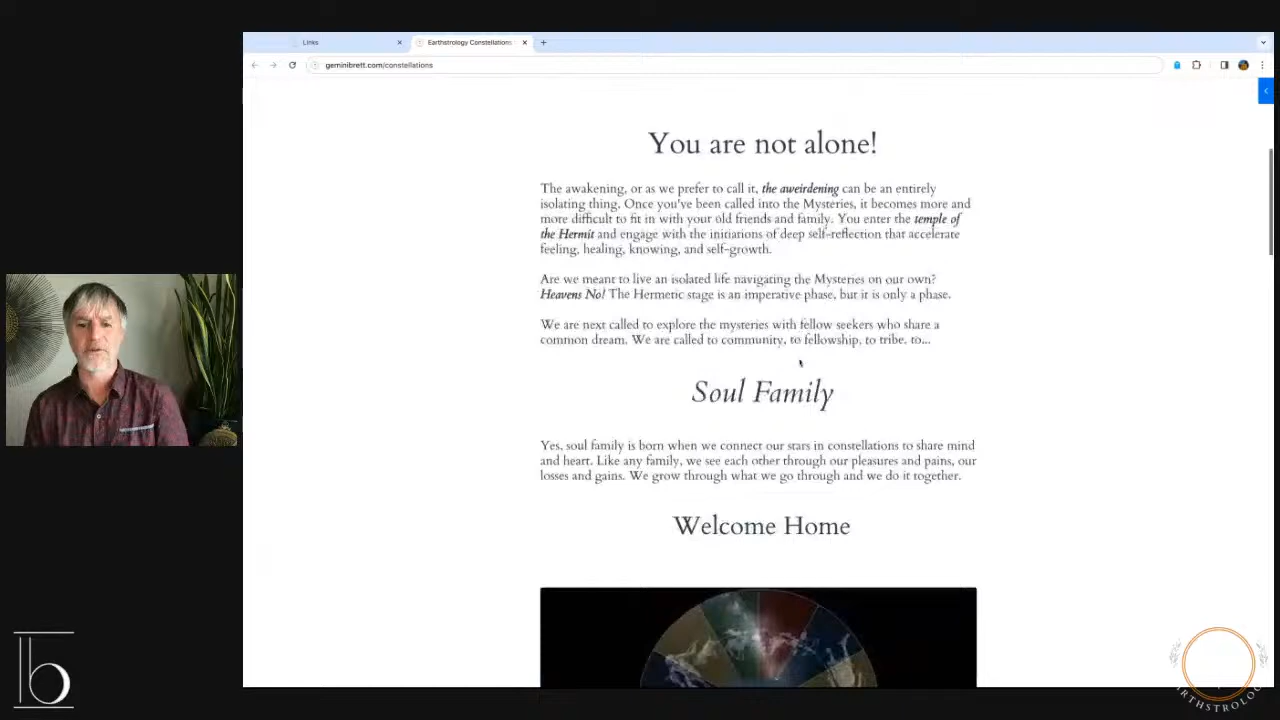 Links
Earthstrology Constellations
geminibrett.com/constellations
You are not alone!
The awakening, or as we prefer to call it, the aweirdening can be an entirely
isolating thing. Once you've been called into the Mysteries, it becomes more and
more difficult to fit in with your old friends and family. You enter the temple of
the Hermit and engage with the initiations of deep self-reflection that accelerate
feeling, healing, knowing, and self-growth.
Are we meant to live an isolated life navigating the Mysteries on our own?
Heavens No! The Hermetic stage is an imperative phase, but it is only a phase.
We are next called to explore the mysteries with fellow seekers who share a
common dream. We are called to community, to fellowship, to tribe, to...
Soul Family
Yes, soul family is born when we connect our stars in constellations to share mind
and heart. Like any family, we see each other through our pleasures and pains, our
losses and gains. We grow through what we go through and we do it together.
Welcome Home
b